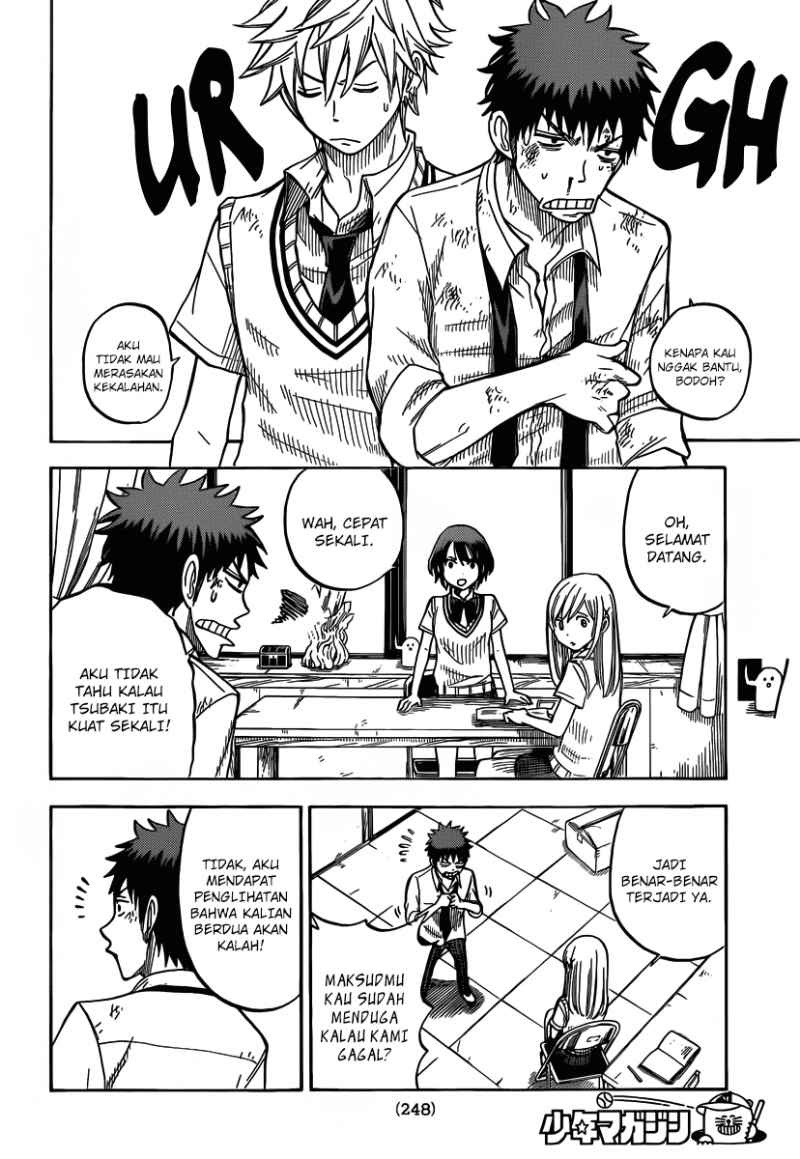 UR
GH
KENAPA KAU
NGGAK BANTU,
BODOH?
AKU
TIDAK MAU
MERASAKAN
KEKALAHAN.
OH,
SELAMAT
DATANG.
WAH, CEPAT
SEKALI.
AKU TIDAK
TAHU KALAU
TSUBAKI ITU
KUAT SEKALI!
JADI
BENAR-BENAR
TERJADI YA.
MAKSUDMU
KAU SUDAH
MENDUGA
KALAU KAMI
GAGAL?
TIDAK, AKU
MENDAPAT
PENGLIHATAN
BAHWA KALIAN
BERDUA AKAN
KALAH!
(248)
少年マガジン